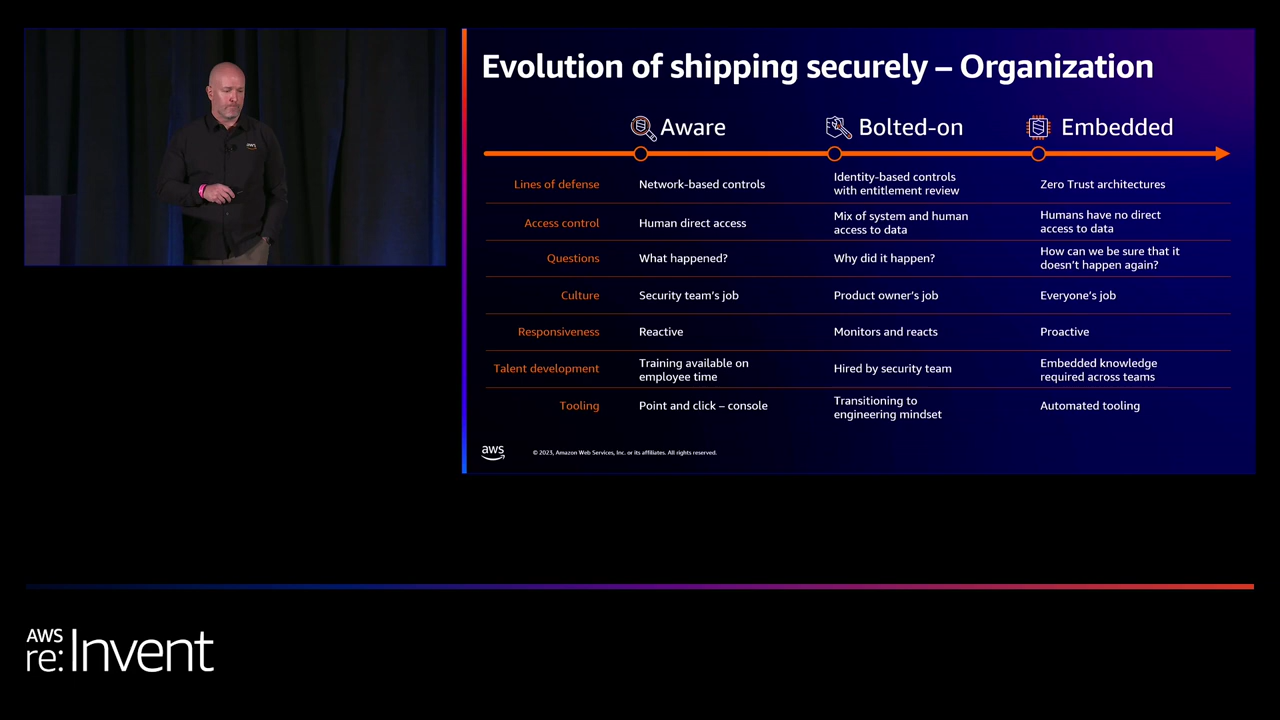 aws
Evolution of shipping securely – Organization
Aware
Bolted-on
Embedded
Lines of defense
Network-based controls
Identity-based controls
with entitlement review
Zero Trust architectures
Access control
Human direct access
Mix of system and human
access to data
Humans have no direct
access to data
Questions
What happened?
Why did it happen?
How can we be sure that it
doesn’t happen again?
Culture
Security team’s job
Product owner’s job
Everyone’s job
Responsiveness
Reactive
Monitors and reacts
Proactive
Talent development
Training available on
employee time
Hired by security team
Embedded knowledge
required across teams
Tooling
Point and click – console
Transitioning to
engineering mindset
Automated tooling
aws
© 2023, Amazon Web Services, Inc. or its affiliates. All rights reserved.
AWS
re:Invent